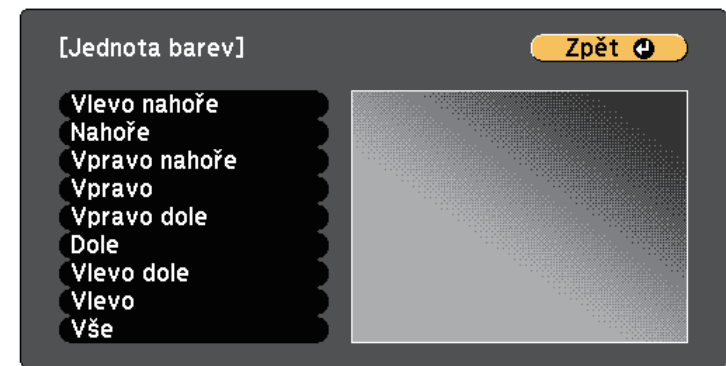 [Jednota barev]
Zpět
Vlevo nahoře
Nahoře
Vpravo nahoře
Vpravo
Vpravo dole
Dole
Vlevo dole
Vlevo
Vše